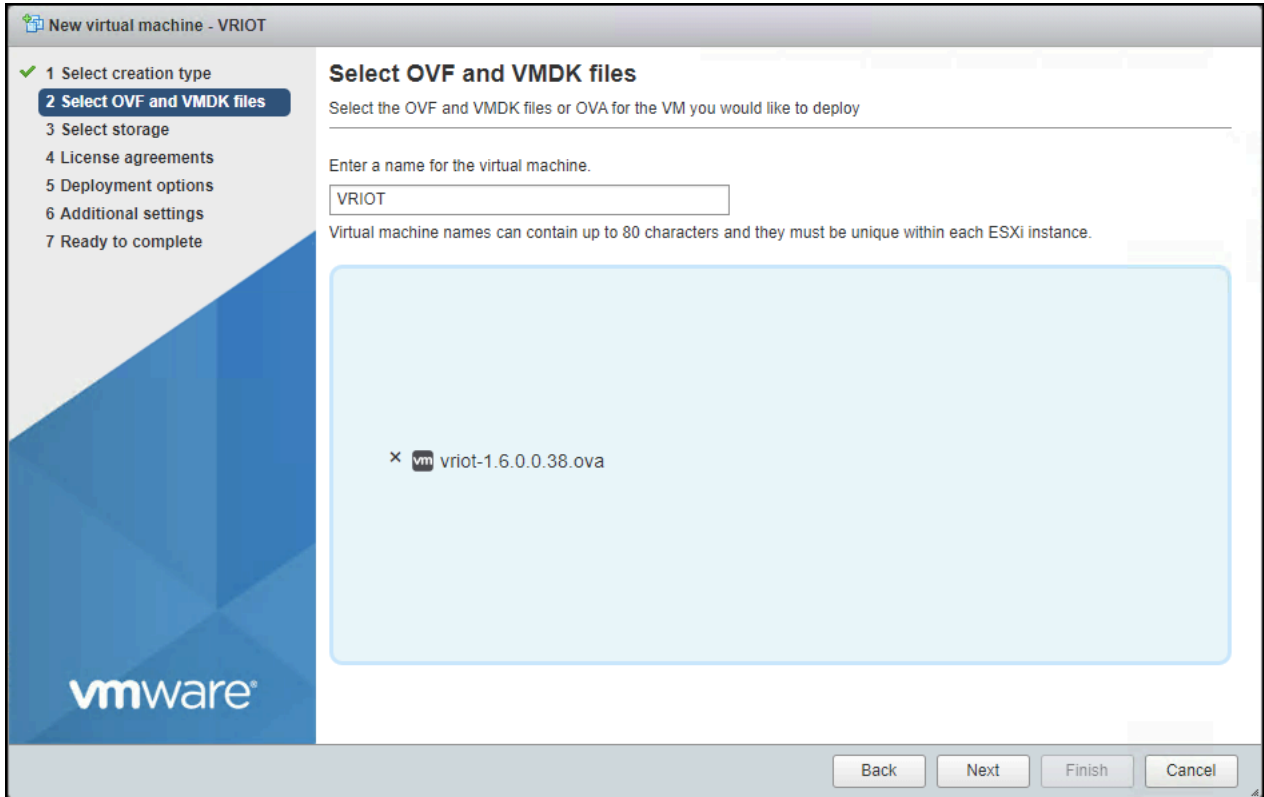 New virtual machine - VRIOT
1 Select creation type
2 Select OVF and VMDK files
3 Select storage
4 License agreements
5 Deployment options
6 Additional settings
7 Ready to complete
Select OVF and VMDK files
Select the OVF and VMDK files or OVA for the VM you would like to deploy
Enter a name for the virtual machine.
VRIOT
Virtual machine names can contain up to 80 characters and they must be unique within each ESXi instance.
vm vriot-1.6.0.0.38.ova
vmware®
Back Next Finish Cancel